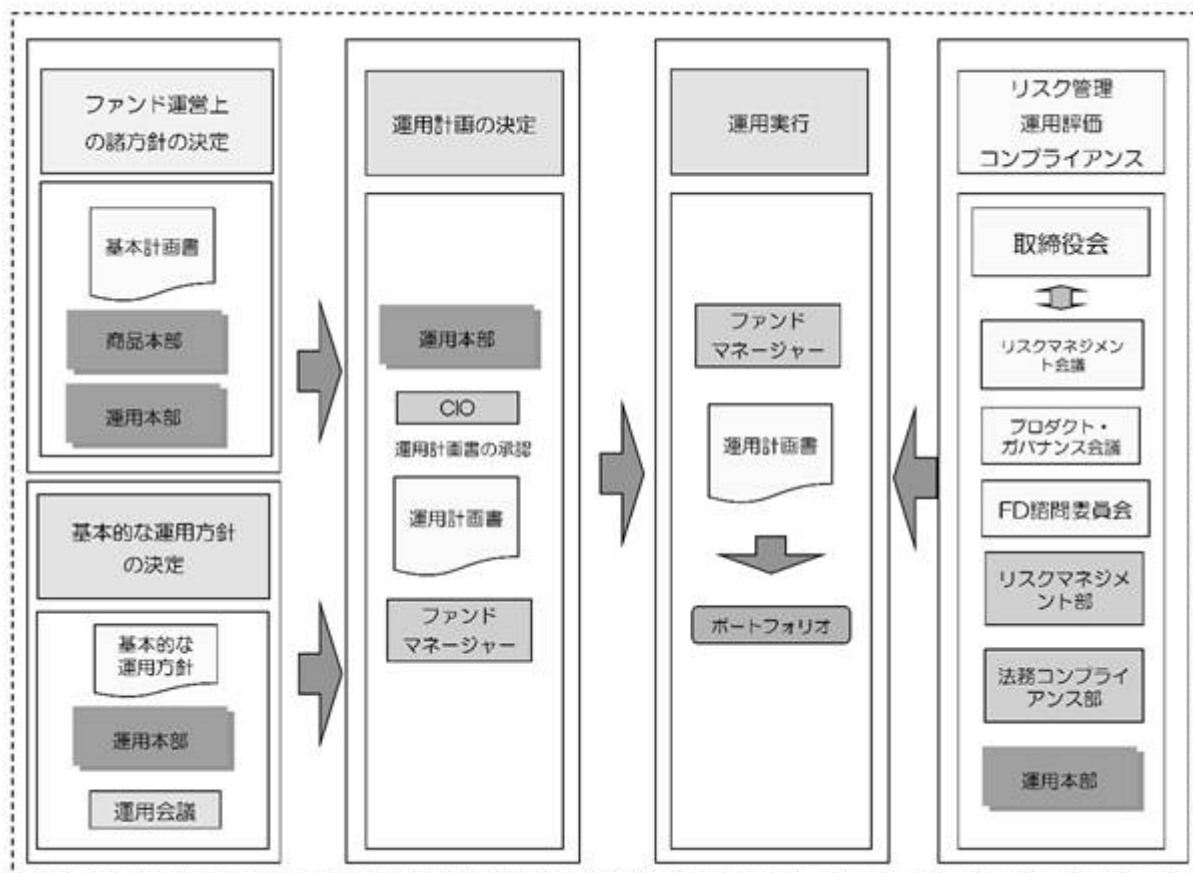 ファンド運営上
の諸方針の決定
基本計画書
商品本部
運用本部
基本的な運用方針
の決定
基本的な
運用方針
運用本部
運用会議
運用計画の決定
運用本部
CIO
運用計画書の承認
運用計画書
ファンド
マネージャー
運用実行
ファンド
マネージャー
運用計画書
ポートフォリオ
リスク管理
運用評価
コンプライアンス
取締役会
リスクマネジメン
ト会議
プロダクト・
ガバナンス会議
FD諮問委員会
リスクマネジメ
ント部
法務コンプライ
アンス部
運用本部